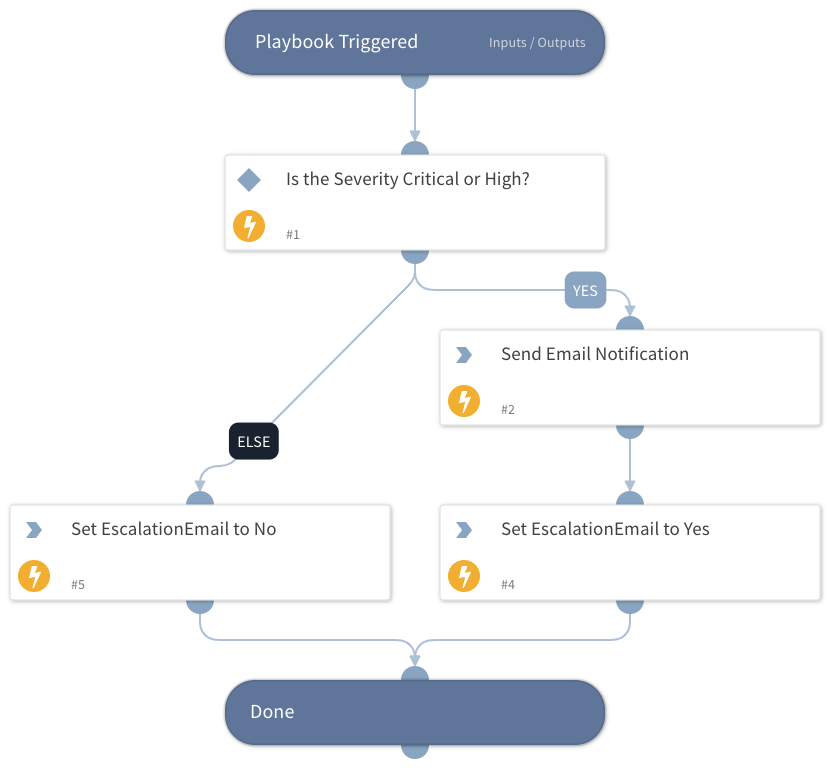 Playbook Triggered
Inputs / Outputs
Is the Severity Critical or High?
#1
YES
Send Email Notification
#2
ELSE
Set EscalationEmail to No
#5
Set EscalationEmail to Yes
#4
Done